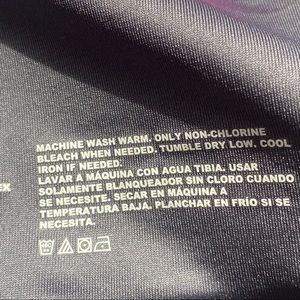 MACHINE WASH WARM. ONLY NON-CHLORINE
BLEACH WHEN NEEDED. TUMBLE DRY LOW. COOL
IRON IF NEEDED.
LAVAR A MÁQUINA CON AGUA TIBIA. USAR
SOLAMENTE BLANQUEADOR SIN CLORO CUANDO
SE NECESITE. SECAR EN MÁQUINA A
TEMPERATURA BAJA. PLANCHAR EN FRÍO SI SE
NECESITA.